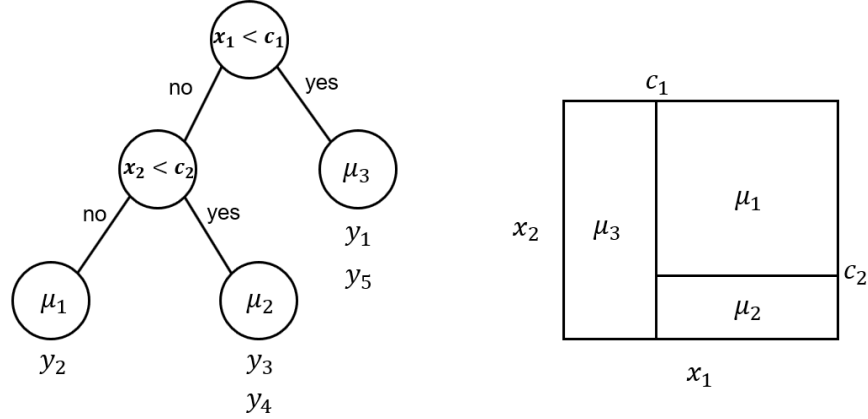 x₁ < c₁
no
yes
x₂ < c₂
μ₃
no
yes
y₁
y₅
μ₁
μ₂
y₂
y₃
y₄
c₁
x₂
μ₃
μ₁
c₂
μ₂
x₁